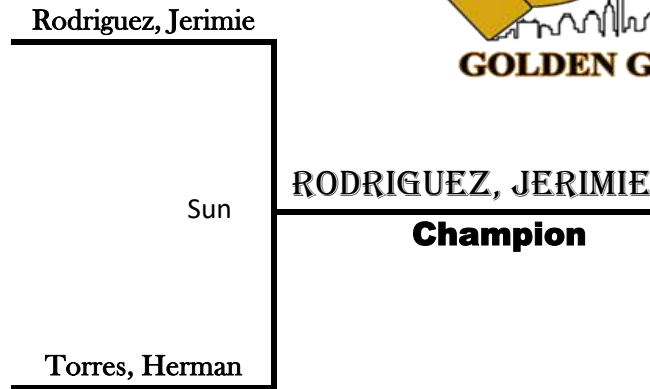 Rodriguez, Jerimie
GOLDEN G
RODRIGUEZ, JERIMIE
Sun
Champion
Torres, Herman